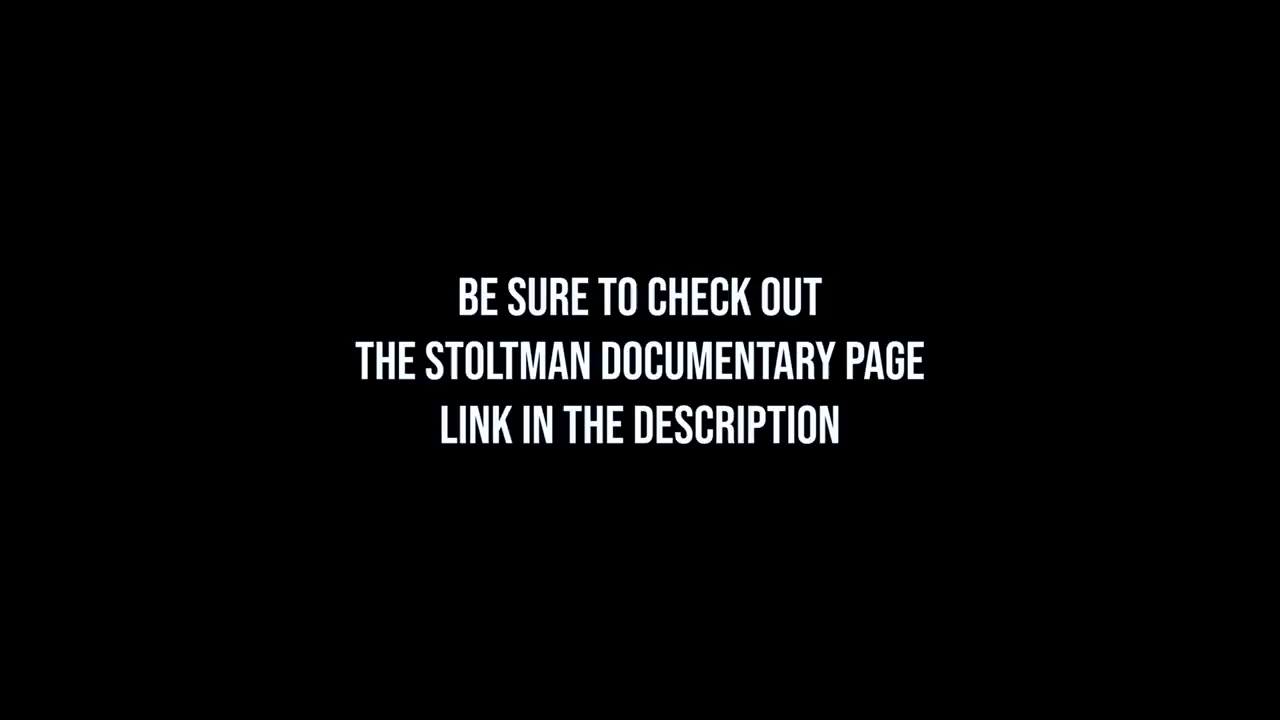 BE SURE TO CHECK OUT
THE STOLTMAN DOCUMENTARY PAGE
LINK IN THE DESCRIPTION